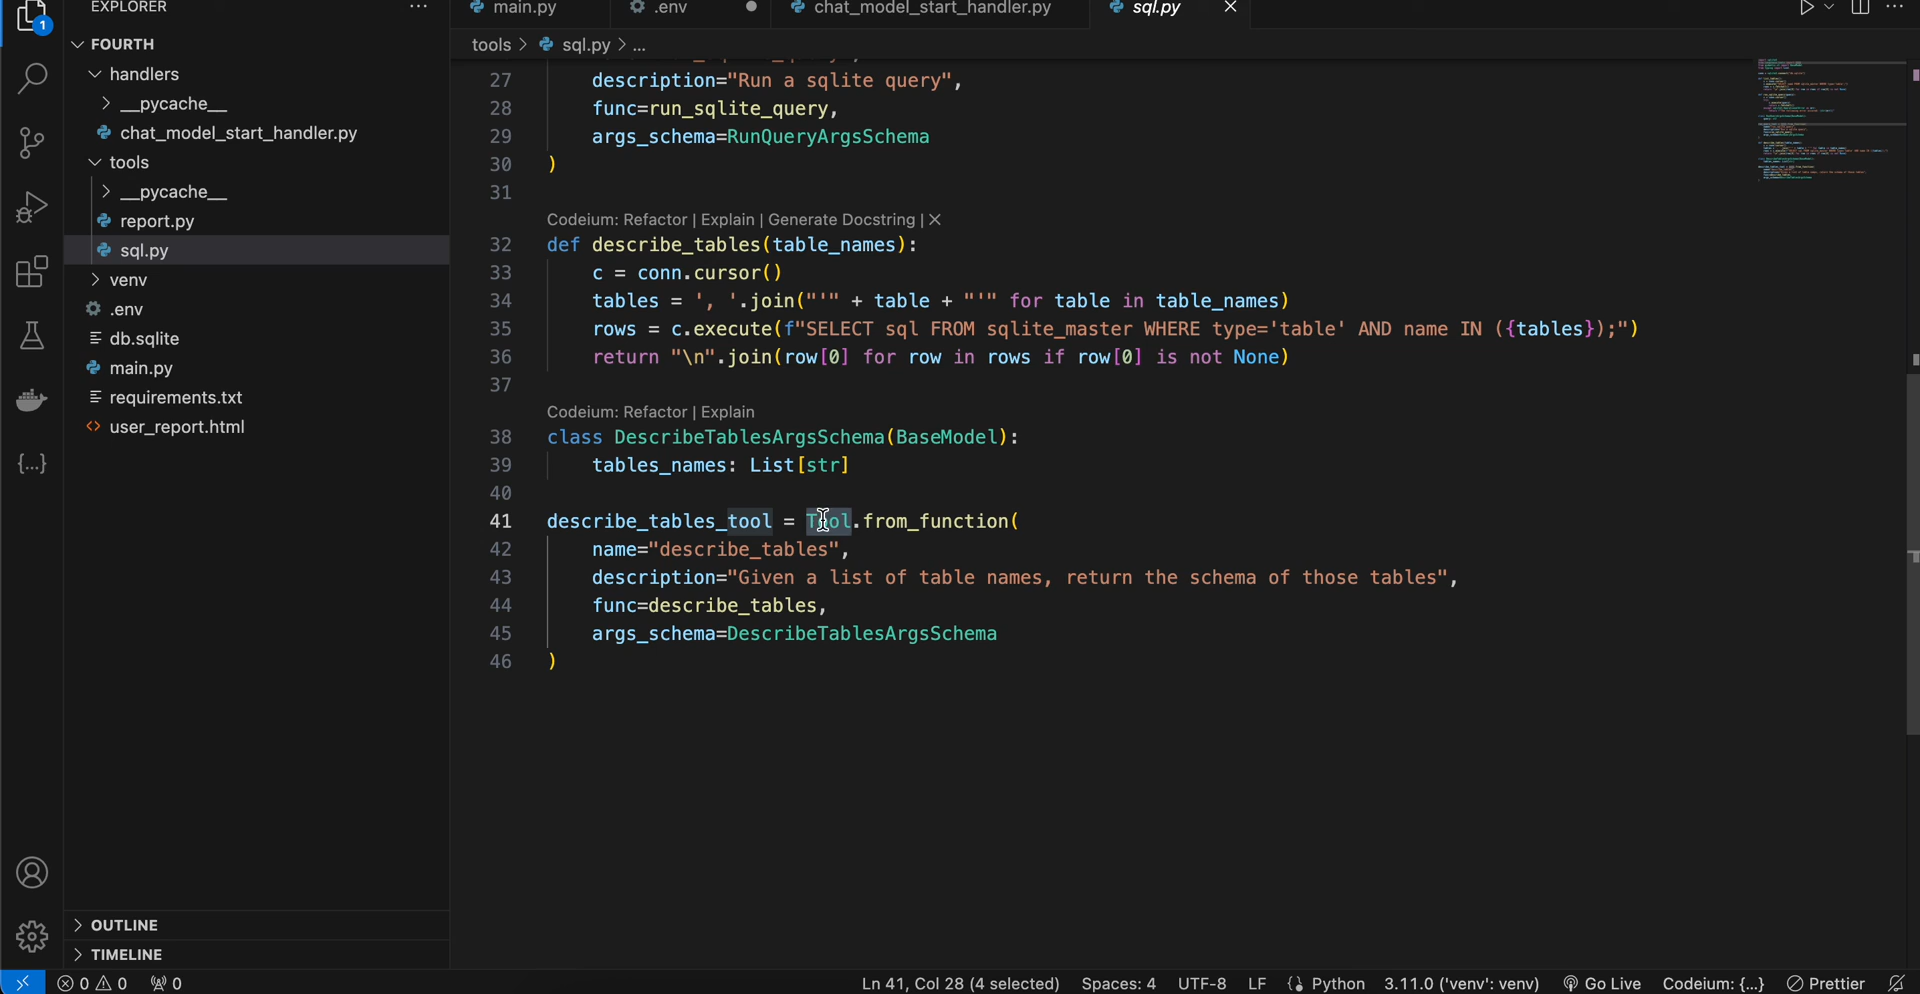 EXPLORER
...
FOURTH
handlers
__pycache__
chat_model_start_handler.py
tools
__pycache__
report.py
sql.py
venv
.env
db.sqlite
main.py
requirements.txt
user_report.html
OUTLINE
TIMELINE
1
{...}
main.py
.env
chat_model_start_handler.py
sql.py
tools > sql.py > ...
27 description="Run a sqlite query",
28 func=run_sqlite_query,
29 args_schema=RunQueryArgsSchema
30 )
31
Codeium: Refactor | Explain | Generate Docstring | ✕
32 def describe_tables(table_names):
33 c = conn.cursor()
34 tables = ', '.join("'" + table + "'" for table in table_names)
35 rows = c.execute(f"SELECT sql FROM sqlite_master WHERE type='table' AND name IN ({tables});")
36 return "\n".join(row[0] for row in rows if row[0] is not None)
37
Codeium: Refactor | Explain
38 class DescribeTablesArgsSchema(BaseModel):
39 tables_names: List[str]
40
41 describe_tables_tool = Tool.from_function(
42 name="describe_tables",
43 description="Given a list of table names, return the schema of those tables",
44 func=describe_tables,
45 args_schema=DescribeTablesArgsSchema
46 )
0 0 0
Ln 41, Col 28 (4 selected) Spaces: 4 UTF-8 LF Python 3.11.0 ('venv': venv) Go Live Codeium: {...} Prettier